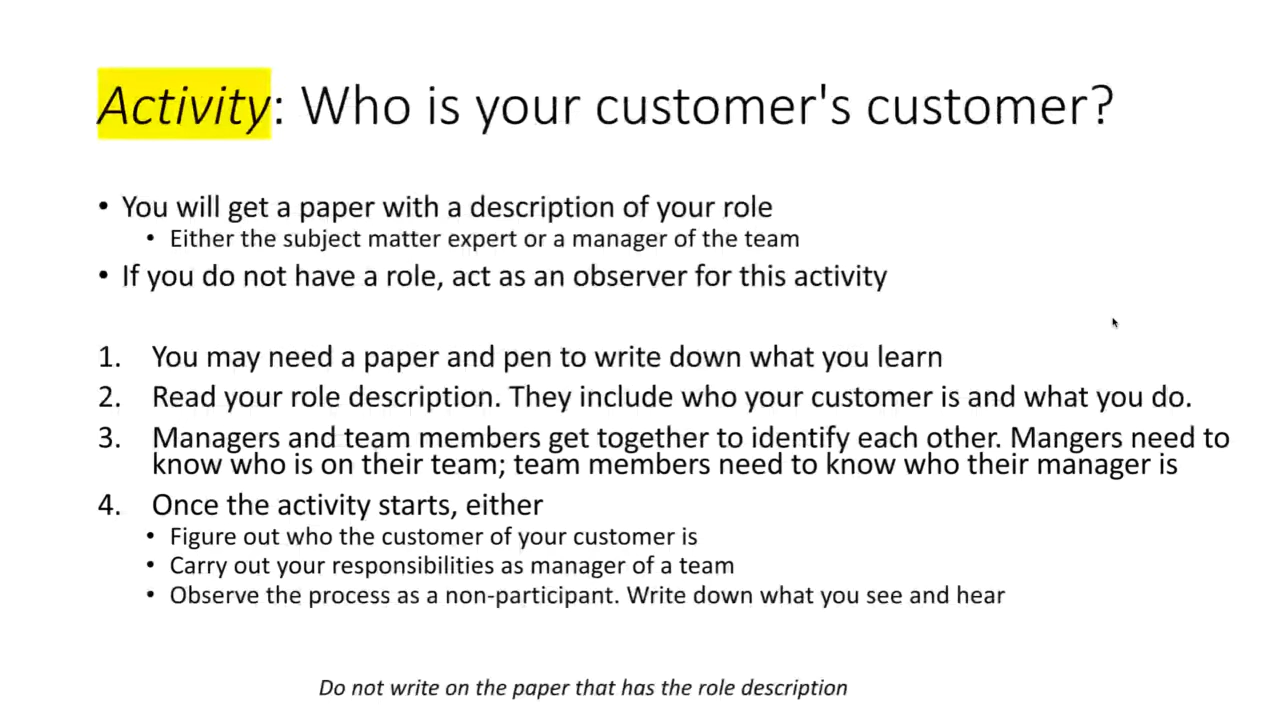 Activity: Who is your customer's customer?
• You will get a paper with a description of your role
• Either the subject matter expert or a manager of the team
• If you do not have a role, act as an observer for this activity
1. You may need a paper and pen to write down what you learn
2. Read your role description. They include who your customer is and what you do.
3. Managers and team members get together to identify each other. Mangers need to
know who is on their team; team members need to know who their manager is
4. Once the activity starts, either
• Figure out who the customer of your customer is
• Carry out your responsibilities as manager of a team
• Observe the process as a non-participant. Write down what you see and hear
Do not write on the paper that has the role description